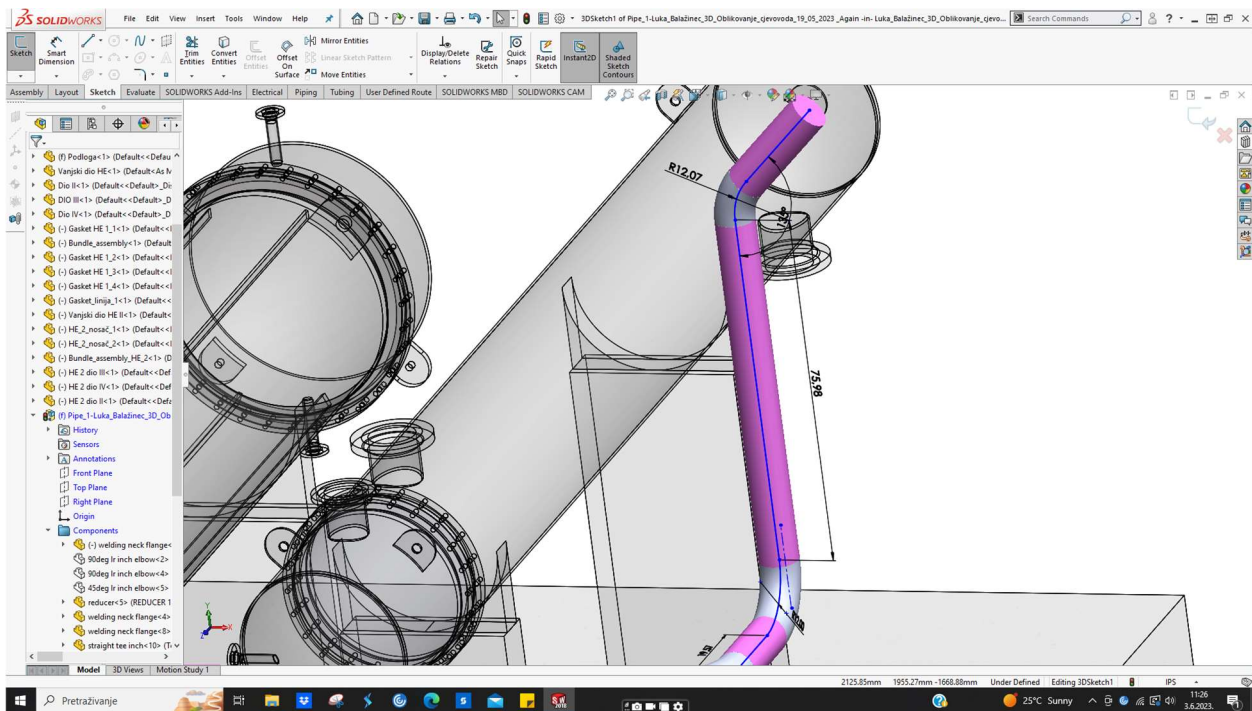 SOLIDWORKS File Edit View Insert Tools Window Help 3DSketch1 of Pipe_1-Luka_Balažinec_3D_Oblikovanje_cjevovoda_19_05_2023 _Again -in- Luka_Balažinec_3D_Oblikovanje_cjevo... Search Commands
Sketch Smart Dimension Trim Entities Convert Entities Offset Entities Offset On Surface Mirror Entities Linear Sketch Pattern Move Entities Display/Delete Relations Repair Sketch Quick Snaps Rapid Sketch Instant2D Shaded Sketch Contours
Assembly Layout Sketch Evaluate SOLIDWORKS Add-Ins Electrical Piping Tubing User Defined Route SOLIDWORKS MBD SOLIDWORKS CAM
(f) Podloga<1> (Default<<Defau
Vanjski dio HE<1> (Default<As M
Dio II<1> (Default<<Default>_Di
DIO III<1> (Default<<Default>_D
Dio IV<1> (Default<<Default>_D
(-) Gasket HE 1_1<1> (Default<<
(-) Bundle_assembly<1> (Default
(-) Gasket HE 1_2<1> (Default<<
(-) Gasket HE 1_3<1> (Default<<
(-) Gasket HE 1_4<1> (Default<<
(-) Gasket_linija_1<1> (Default<<
(-) Vanjski dio HE II<1> (Default<
(-) HE_2_nosač_1<1> (Default<<
(-) HE_2_nosač_2<1> (Default<<
(-) Bundle_assembly_HE_2<1> (D
(-) HE 2 dio III<1> (Default<<Def
(-) HE 2 dio IV<1> (Default<<Def
(-) HE 2 dio II<1> (Default<<Defa
(f) Pipe_1-Luka_Balažinec_3D_Ob
History
Sensors
Annotations
Front Plane
Top Plane
Right Plane
Origin
Components
(-) welding neck flange<
90deg lr inch elbow<2>
90deg lr inch elbow<4>
45deg lr inch elbow<5>
reducer<5> (REDUCER 1
welding neck flange<4>
welding neck flange<8>
straight tee inch<10> (T
R12.07
75.98
Y
X
Z
Model 3D Views Motion Study 1
2125.85mm 1955.27mm -1668.88mm Under Defined Editing 3DSketch1 IPS
Pretraživanje 25°C Sunny 11:26
3.6.2023.